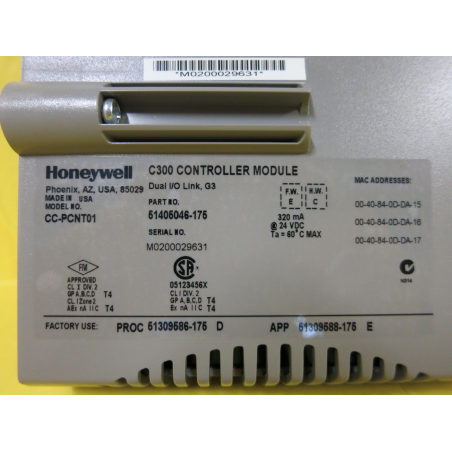 *M0200029631*
Honeywell
Phoenix, AZ, USA, 85029
MADE IN USA
MODEL NO.
CC-PCNT01
C300 CONTROLLER MODULE
Dual I/O Link, G3
PART NO.
51405046-175
SERIAL NO.
M0200029631
F.W.
E
H.W.
C
320 mA
@ 24 VDC
Ta = 60°C MAX
MAC ADDRESSES:
00-40-84-0D-DA-15
00-40-84-0D-DA-16
00-40-84-0D-DA-17
FM
APPROVED
CL I DIV. 2
GP A,B,C,D T4
CL I Zone 2
AEx nA II C T4
SA
05123456X
CL I DIV. 2
GP A,B,C,D T4
Ex nA II C T4
FACTORY USE: PROC 51309586-175 D APP 51309588-175 E